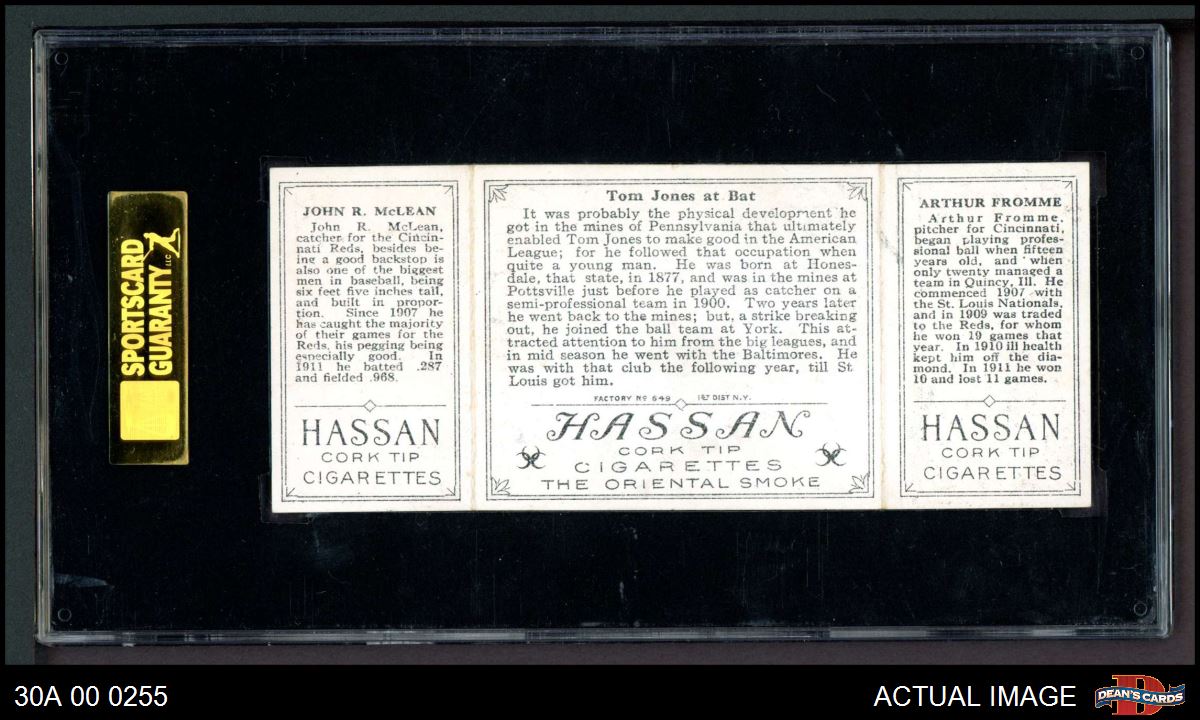 SPORTSCARD
GUARANTY LLC
JOHN R. McLEAN
John R. McLean,
catcher for the Cincin-
nati Reds, besides be-
ing a good backstop is
also one of the biggest
men in baseball, being
six feet five inches tall,
and built in propor-
tion. Since 1907 he
has caught the majority
of their games for the
Reds, his pegging being
especially good. In
1911 he batted .287
and fielded .968.
HASSAN
CORK TIP
CIGARETTES
Tom Jones at Bat
It was probably the physical development he
got in the mines of Pennsylvania that ultimately
enabled Tom Jones to make good in the American
League; for he followed that occupation when
quite a young man. He was born at Hones-
dale, that state, in 1877, and was in the mines at
Pottsville just before he played as catcher on a
semi-professional team in 1900. Two years later
he went back to the mines; but, a strike breaking
out, he joined the ball team at York. This at-
tracted attention to him from the big leagues, and
in mid season he went with the Baltimores. He
was with that club the following year, till St.
Louis got him.
FACTORY Nº 649 1ST DIST N.Y.
HASSAN
CORK TIP
CIGARETTES
THE ORIENTAL SMOKE
ARTHUR FROMME
Arthur Fromme,
pitcher for Cincinnati,
began playing profes-
sional ball when fifteen
years old, and when
only twenty managed a
team in Quincy, Ill. He
commenced 1907 with
the St. Louis Nationals,
and in 1909 was traded
to the Reds, for whom
he won 19 games that
year. In 1910 ill health
kept him off the dia-
mond. In 1911 he won
10 and lost 11 games.
HASSAN
CORK TIP
CIGARETTES
30A 00 0255
ACTUAL IMAGE
DEAN'S CARDS